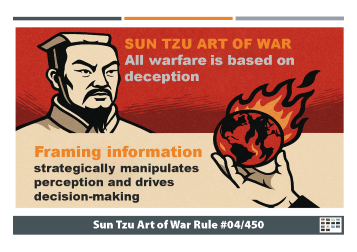 SUN TZU ART OF WAR
All warfare is based on
deception
Framing information
strategically manipulates
perception and drives
decision-making
Sun Tzu Art of War Rule #04/450